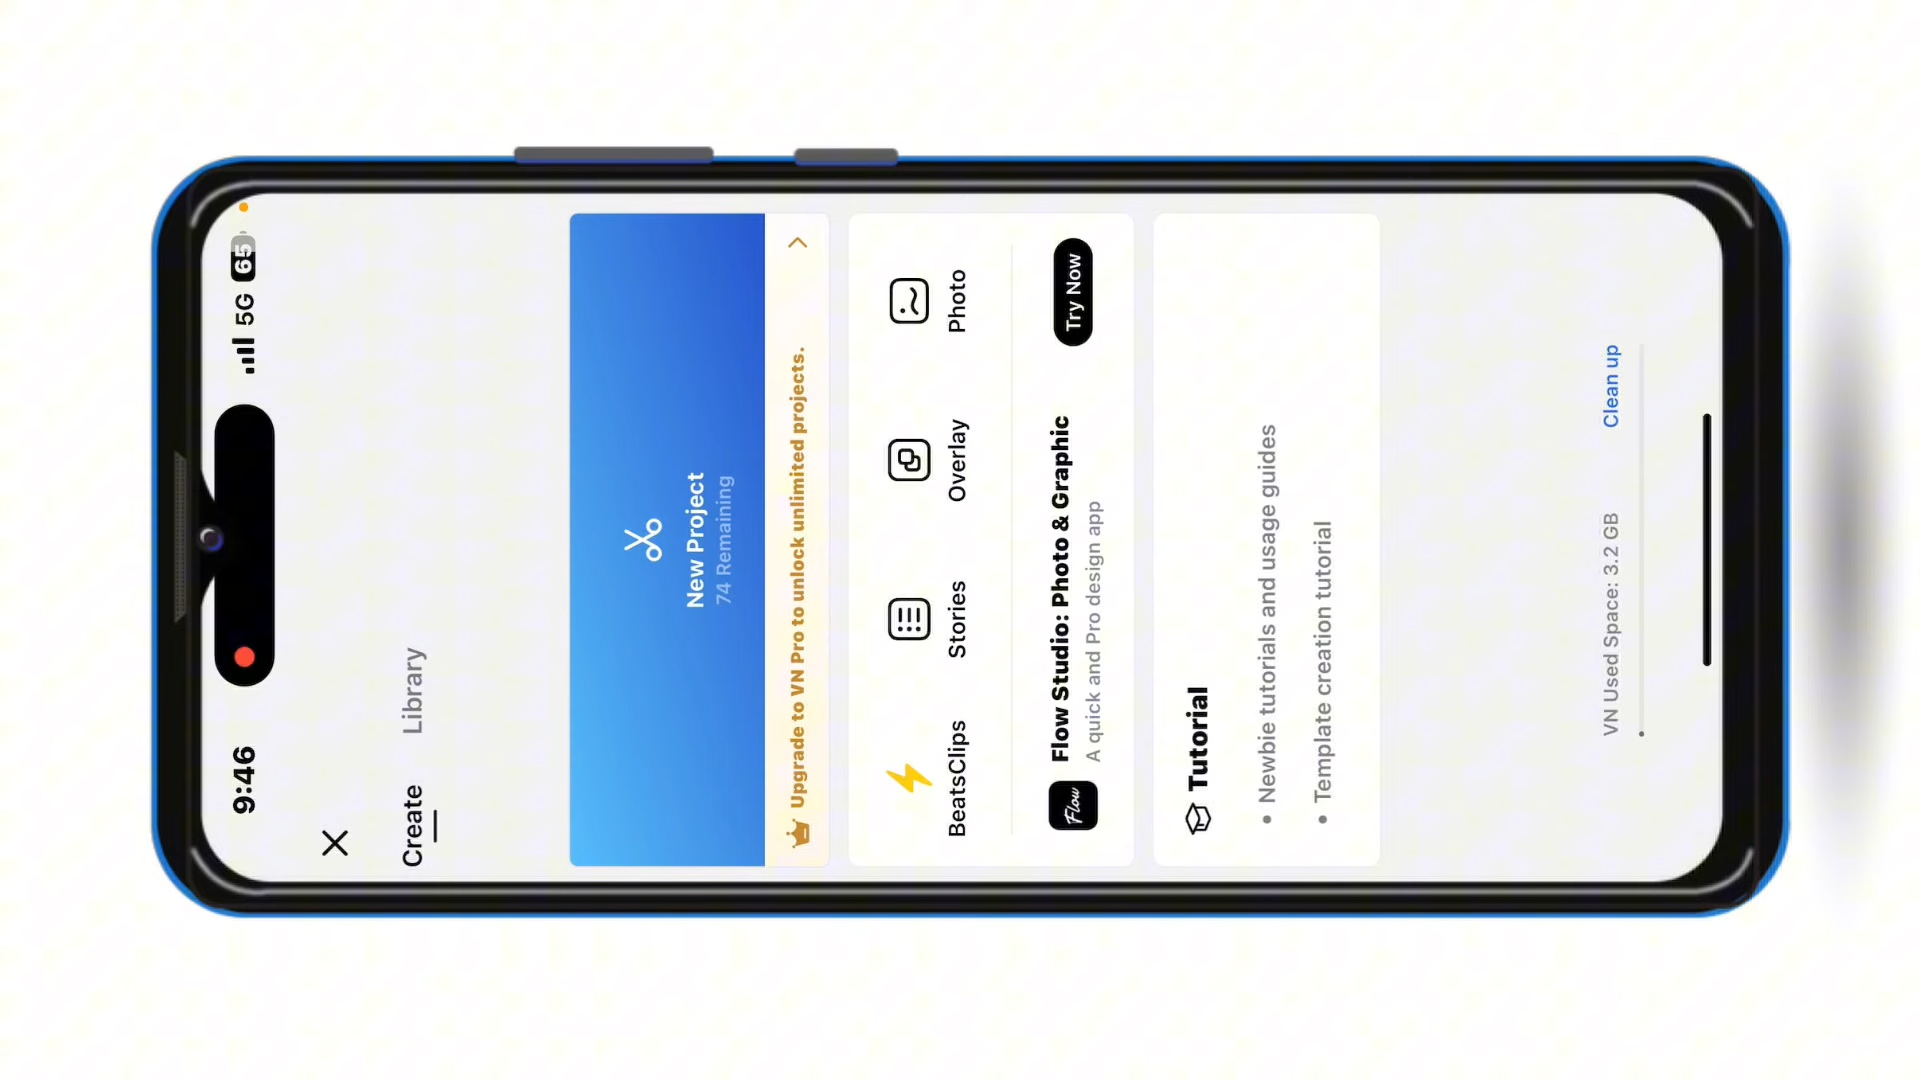 9:46
5G 65
Create Library
New Project
74 Remaining
Upgrade to VN Pro to unlock unlimited projects.
BeatsClips Stories Overlay Photo
Flow
Flow Studio: Photo & Graphic
A quick and Pro design app
Try Now
Tutorial
• Newbie tutorials and usage guides
• Template creation tutorial
VN Used Space: 3.2 GB Clean up